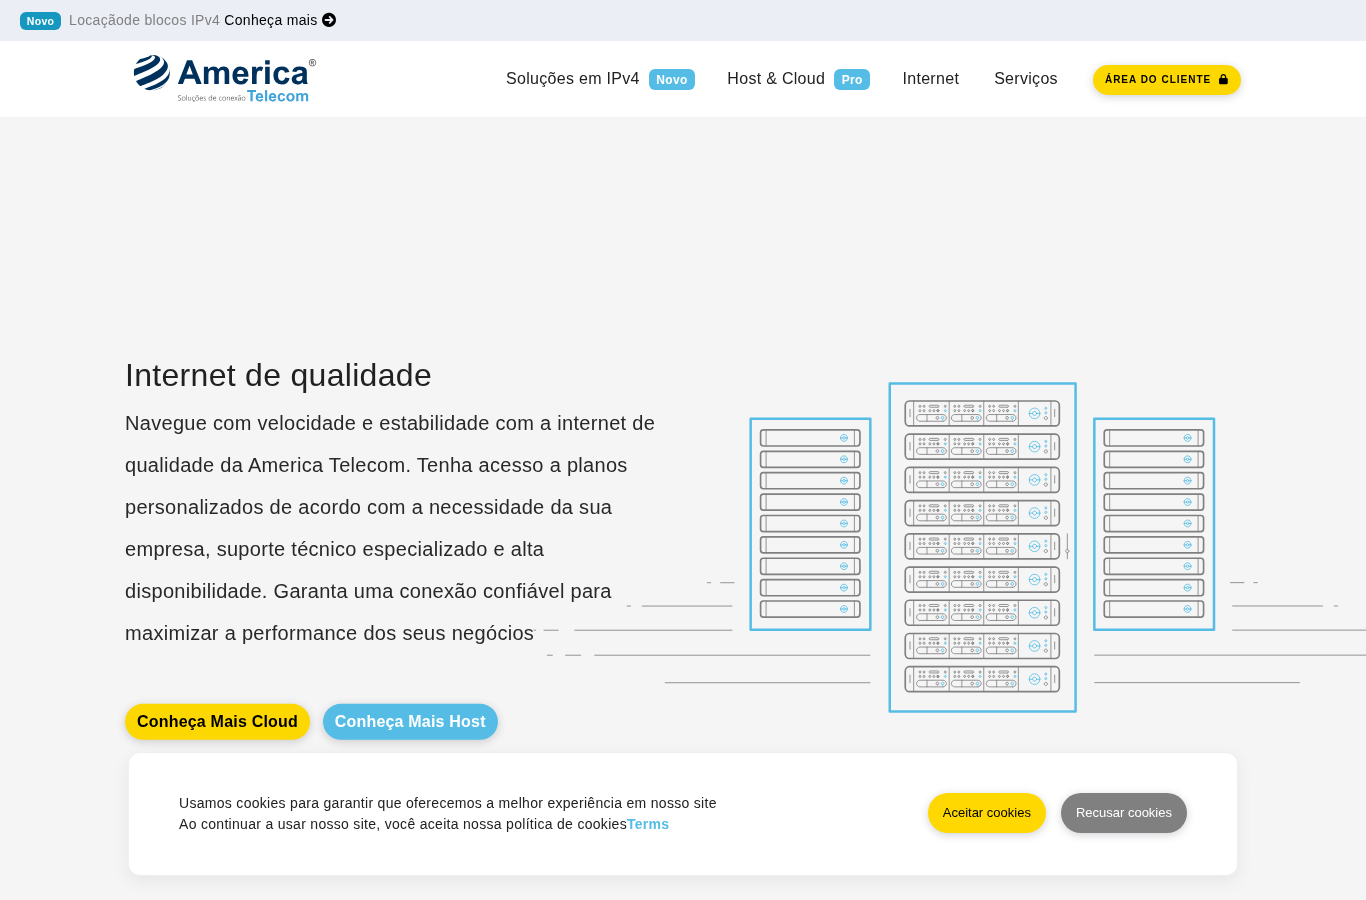 Novo Locaçãode blocos IPv4 Conheça mais
America®
Soluções de conexão Telecom
Soluções em IPv4 Novo Host & Cloud Pro Internet Serviços ÁREA DO CLIENTE
Internet de qualidade
Navegue com velocidade e estabilidade com a internet de
qualidade da America Telecom. Tenha acesso a planos
personalizados de acordo com a necessidade da sua
empresa, suporte técnico especializado e alta
disponibilidade. Garanta uma conexão confiável para
maximizar a performance dos seus negócios
Conheça Mais Cloud Conheça Mais Host
Usamos cookies para garantir que oferecemos a melhor experiência em nosso site
Ao continuar a usar nosso site, você aceita nossa política de cookiesTerms
Aceitar cookies Recusar cookies